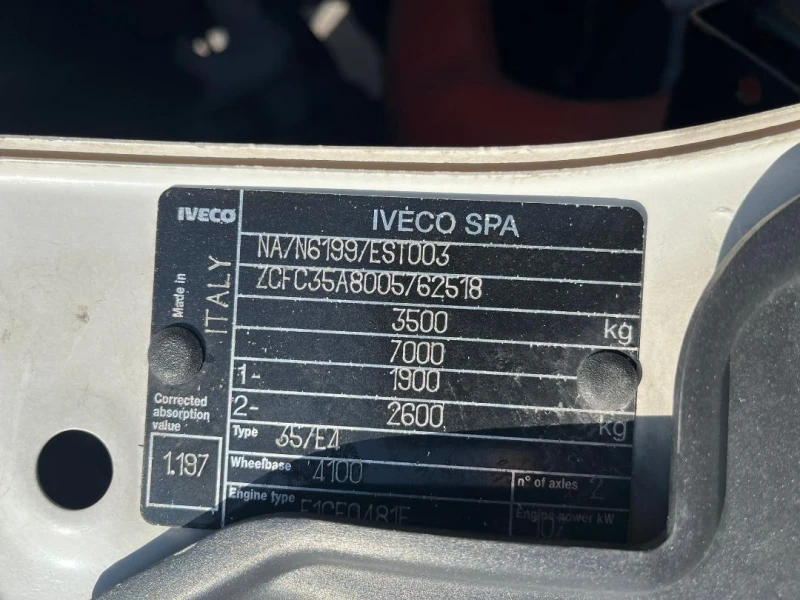 IVECO
IVECO SPA
NA/N6199/EST003
ZCFC35A8005762518
Made in
ITALY
3500 kg
7000
1- 1900
2- 2600 kg
Corrected
absorption
value
1.197
Type 35/E4
Wheelbase 4100
n° of axles 2
Engine type F1CE0481F
Engine power kW